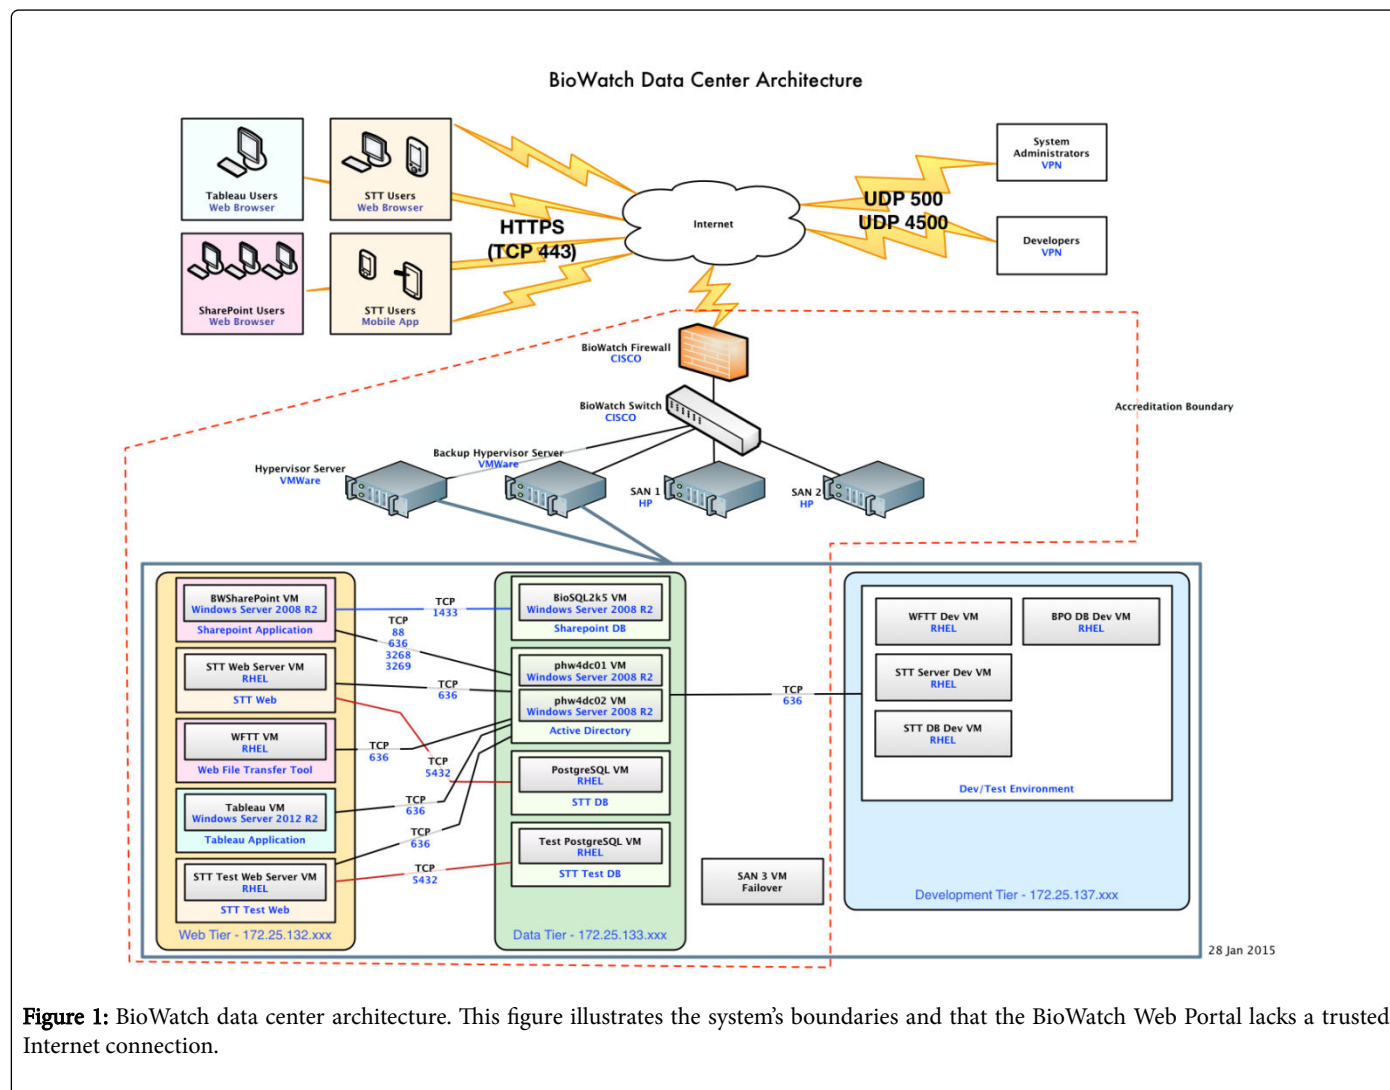 BioWatch Data Center Architecture
Tableau Users
Web Browser
STT Users
Web Browser
SharePoint Users
Web Browser
STT Users
Mobile App
HTTPS
(TCP 443)
Internet
UDP 500
UDP 4500
System
Administrators
VPN
Developers
VPN
BioWatch Firewall
CISCO
BioWatch Switch
CISCO
Accreditation Boundary
Hypervisor Server
VMWare
Backup Hypervisor Server
VMWare
SAN 1
HP
SAN 2
HP
BWSharePoint VM
Windows Server 2008 R2
Sharepoint Application
STT Web Server VM
RHEL
STT Web
WFTT VM
RHEL
Web File Transfer Tool
Tableau VM
Windows Server 2012 R2
Tableau Application
STT Test Web Server VM
RHEL
STT Test Web
Web Tier - 172.25.132.xxx
TCP
1433
TCP
88
636
3268
3269
TCP
636
TCP
636
TCP
5432
TCP
636
TCP
636
TCP
5432
BioSQL2k5 VM
Windows Server 2008 R2
Sharepoint DB
phw4dc01 VM
Windows Server 2008 R2
phw4dc02 VM
Windows Server 2008 R2
Active Directory
PostgreSQL VM
RHEL
STT DB
Test PostgreSQL VM
RHEL
STT Test DB
Data Tier - 172.25.133.xxx
TCP
636
SAN 3 VM
Failover
WFTT Dev VM
RHEL
BPO DB Dev VM
RHEL
STT Server Dev VM
RHEL
STT DB Dev VM
RHEL
Dev/Test Environment
Development Tier - 172.25.137.xxx
28 Jan 2015
Figure 1: BioWatch data center architecture. This figure illustrates the system's boundaries and that the BioWatch Web Portal lacks a trusted
Internet connection.